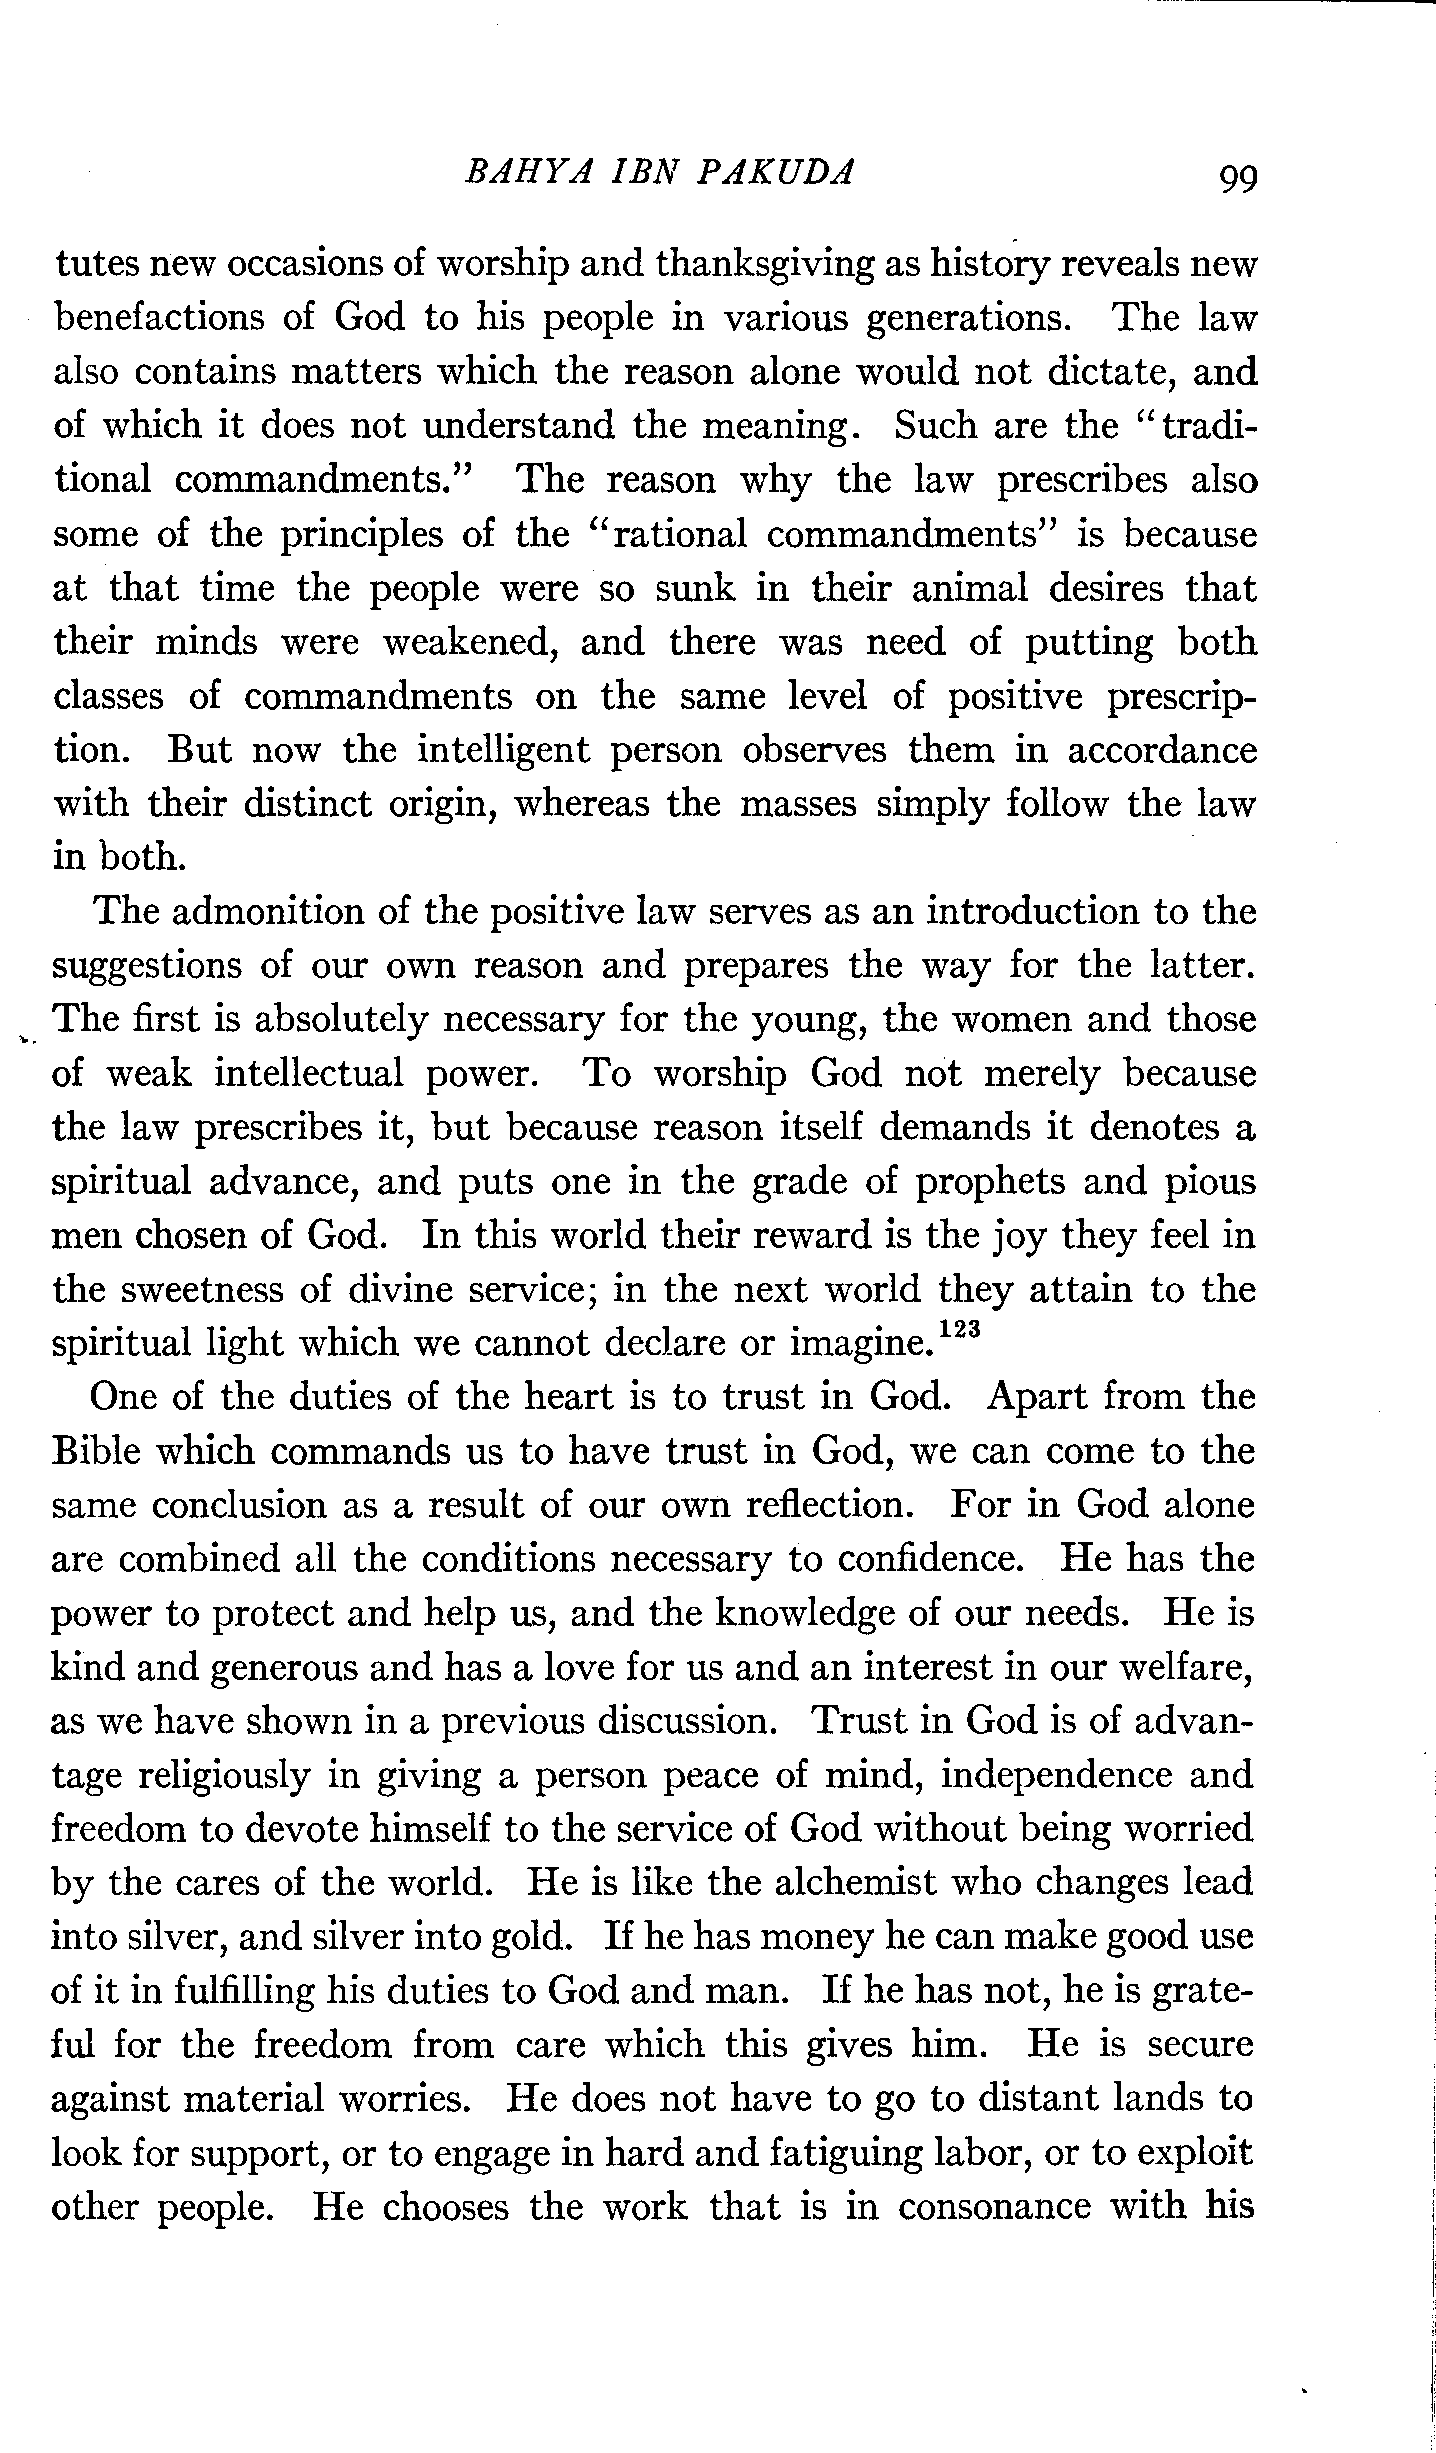 BAHYA IBN PAKUDA 99
tutes new occasions of worship and thanksgiving as history reveals new
benefactions of God to his people in various generations. The law
also contains matters which the reason alone would not dictate, and
of which it does not understand the meaning. Such are the "tradi-
tional commandments." The reason why the law prescribes also
some of the principles of the "rational commandments" is because
at that time the people were so sunk in their animal desires that
their minds were weakened, and there was need of putting both
classes of commandments on the same level of positive prescrip-
tion. But now the intelligent person observes them in accordance
with their distinct origin, whereas the masses simply follow the law
in both.
The admonition of the positive law serves as an introduction to the
suggestions of our own reason and prepares the way for the latter.
The first is absolutely necessary for the young, the women and those
of weak intellectual power. To worship God not merely because
the law prescribes it, but because reason itself demands it denotes a
spiritual advance, and puts one in the grade of prophets and pious
men chosen of God. In this world their reward is the joy they feel in
the sweetness of divine service; in the next world they attain to the
spiritual light which we cannot declare or imagine.123
One of the duties of the heart is to trust in God. Apart from the
Bible which commands us to have trust in God, we can come to the
same conclusion as a result of our own reflection. For in God alone
are combined all the conditions necessary to confidence. He has the
power to protect and help us, and the knowledge of our needs. He is
kind and generous and has a love for us and an interest in our welfare,
as we have shown in a previous discussion. Trust in God is of advan-
tage religiously in giving a person peace of mind, independence and
freedom to devote himself to the service of God without being worried
by the cares of the world. He is like the alchemist who changes lead
into silver, and silver into gold. If he has money he can make good use
of it in fulfilling his duties to God and man. If he has not, he is grate-
ful for the freedom from care which this gives him. He is secure
against material worries. He does not have to go to distant lands to
look for support, or to engage in hard and fatiguing labor, or to exploit
other people. He chooses the work that is in consonance with his